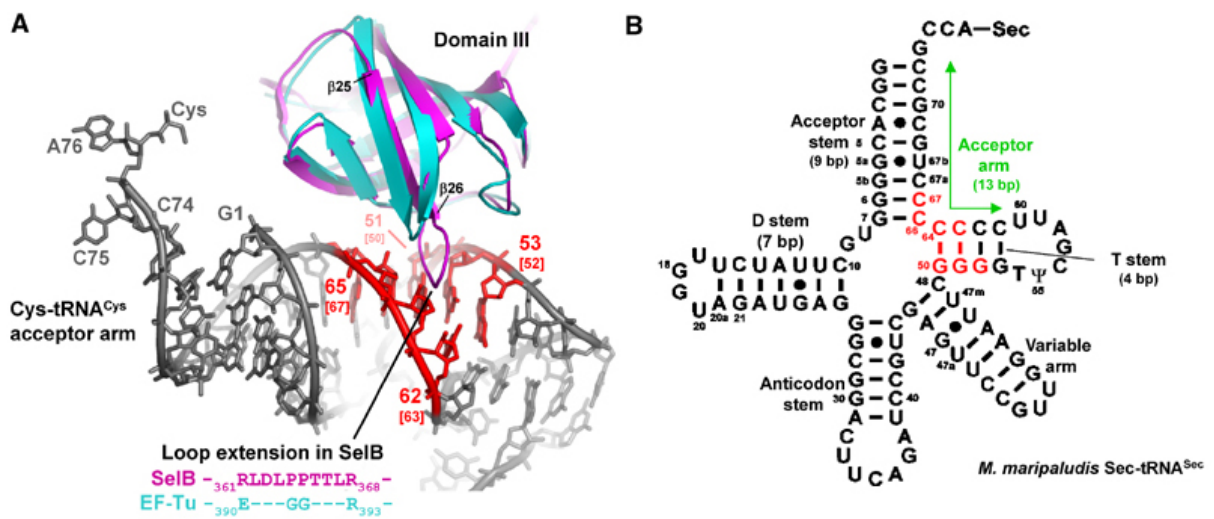 A
Domain III
β25
β26
Cys
A76
C74
C75
G1
51
[50]
53
[52]
65
[67]
62
[63]
Cys-tRNACys
acceptor arm
Loop extension in SelB
SelB -361RLDLPPTTLR368-
EF-Tu -390E---GG---R393-
B
CCA–Sec
70
Acceptor
stem
(9 bp)
5
5a
5b
6
7
67b
67a
67
66
64
Acceptor
arm
(13 bp)
60
U U A G C
C C C C
G G G G T Ψ
50
55
T stem
(4 bp)
D stem
(7 bp)
10
U U C U A U U C G U
18
G
G
U A G A U G A G G
20
20a
21
48
C U
47m
47
47a
Variable
arm
Anticodon
stem
30
40
A
C
U
U
C
A
G
A
U
M. maripaludis Sec-tRNASec